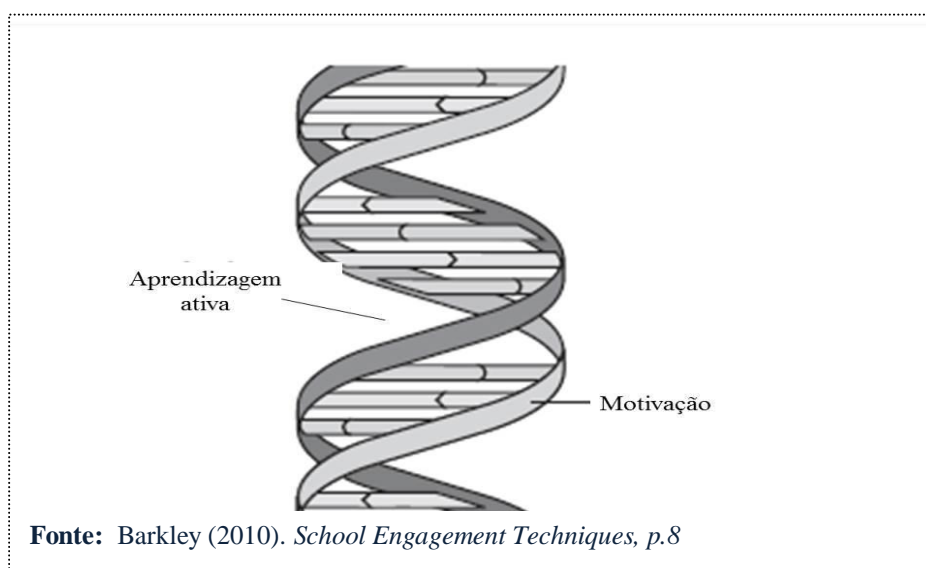 Aprendizagem
ativa
Motivação
Fonte: Barkley (2010). School Engagement Techniques, p.8